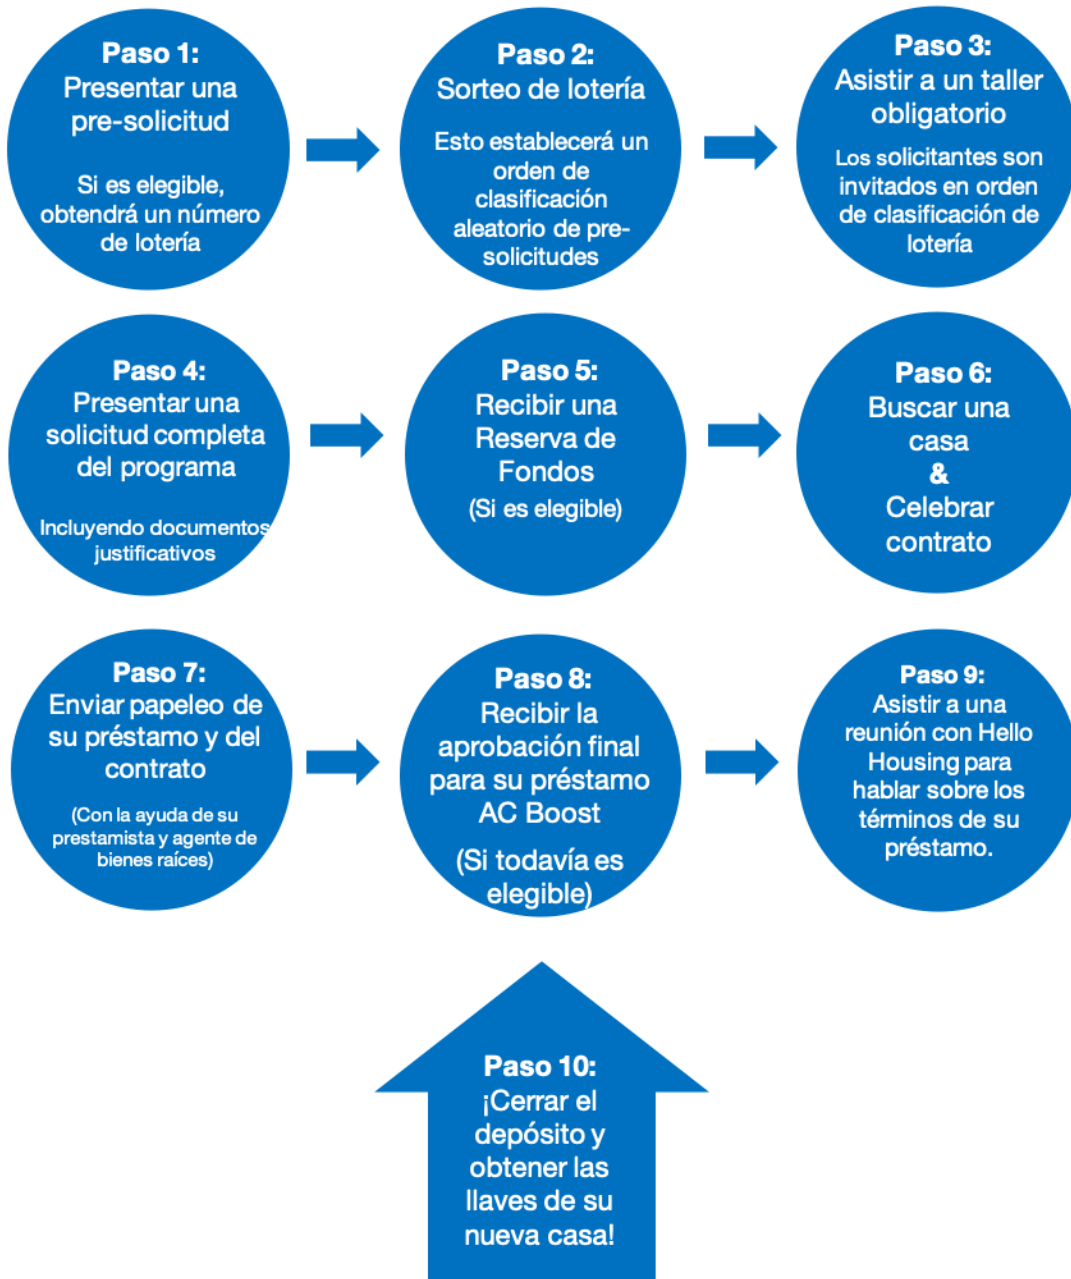 Paso 1:
Presentar una
pre-solicitud
Si es elegible,
obtendrá un número
de lotería
Paso 2:
Sorteo de lotería
Esto establecerá un
orden de
clasificación
aleatorio de pre-
solicitudes
Paso 3:
Asistir a un taller
obligatorio
Los solicitantes son
invitados en orden
de clasificación de
lotería
Paso 4:
Presentar una
solicitud completa
del programa
Incluyendo documentos
justificativos
Paso 5:
Recibir una
Reserva de
Fondos
(Si es elegible)
Paso 6:
Buscar una
casa
&
Celebrar
contrato
Paso 7:
Enviar papeleo de
su préstamo y del
contrato
(Con la ayuda de su
prestamista y agente de
bienes raíces)
Paso 8:
Recibir la
aprobación final
para su préstamo
AC Boost
(Si todavía es
elegible)
Paso 9:
Asistir a una
reunión con Hello
Housing para
hablar sobre los
términos de su
préstamo.
Paso 10:
¡Cerrar el
depósito y
obtener las
llaves de su
nueva casa!